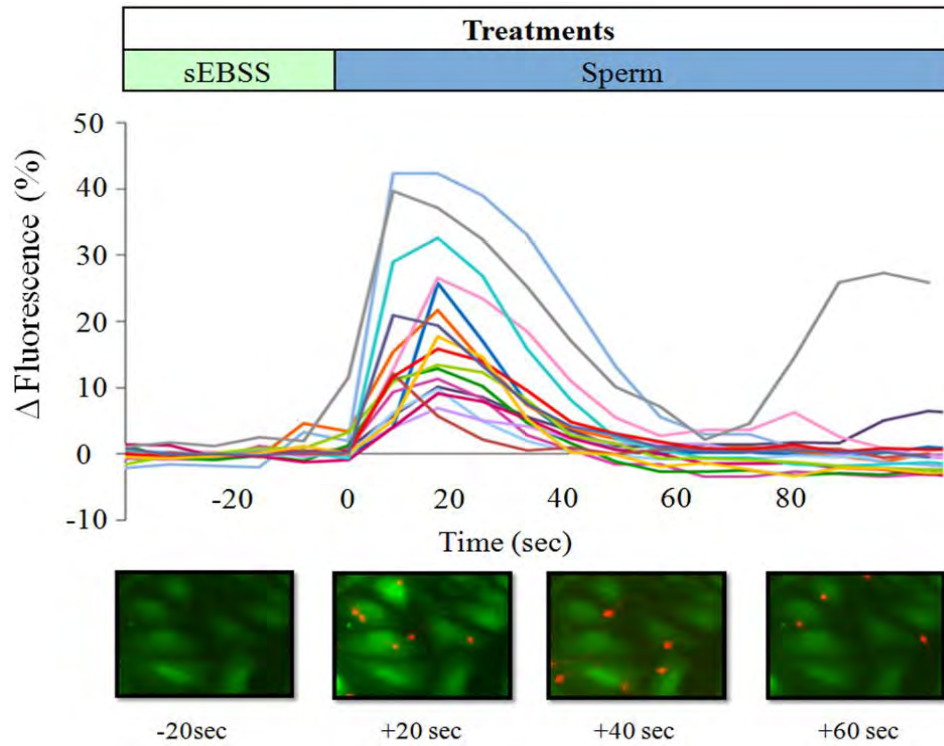 Treatments
sEBSS Sperm
50
40
30
20
10
0
-10
Δ Fluorescence (%)
-20 0 20 40 60 80
Time (sec)
-20sec +20 sec +40 sec +60 sec